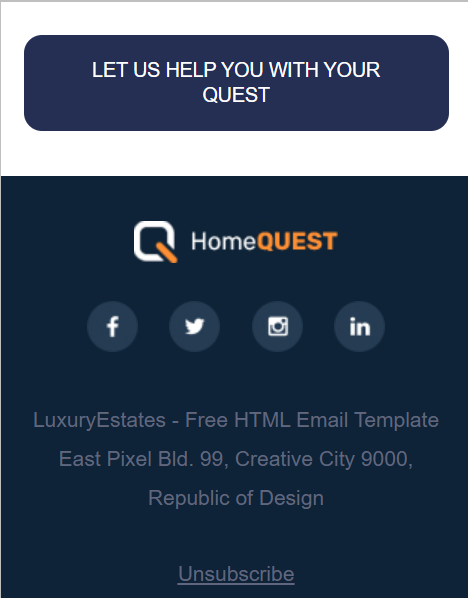 LET US HELP YOU WITH YOUR
QUEST
HomeQUEST
LuxuryEstates - Free HTML Email Template
East Pixel Bld. 99, Creative City 9000,
Republic of Design
Unsubscribe